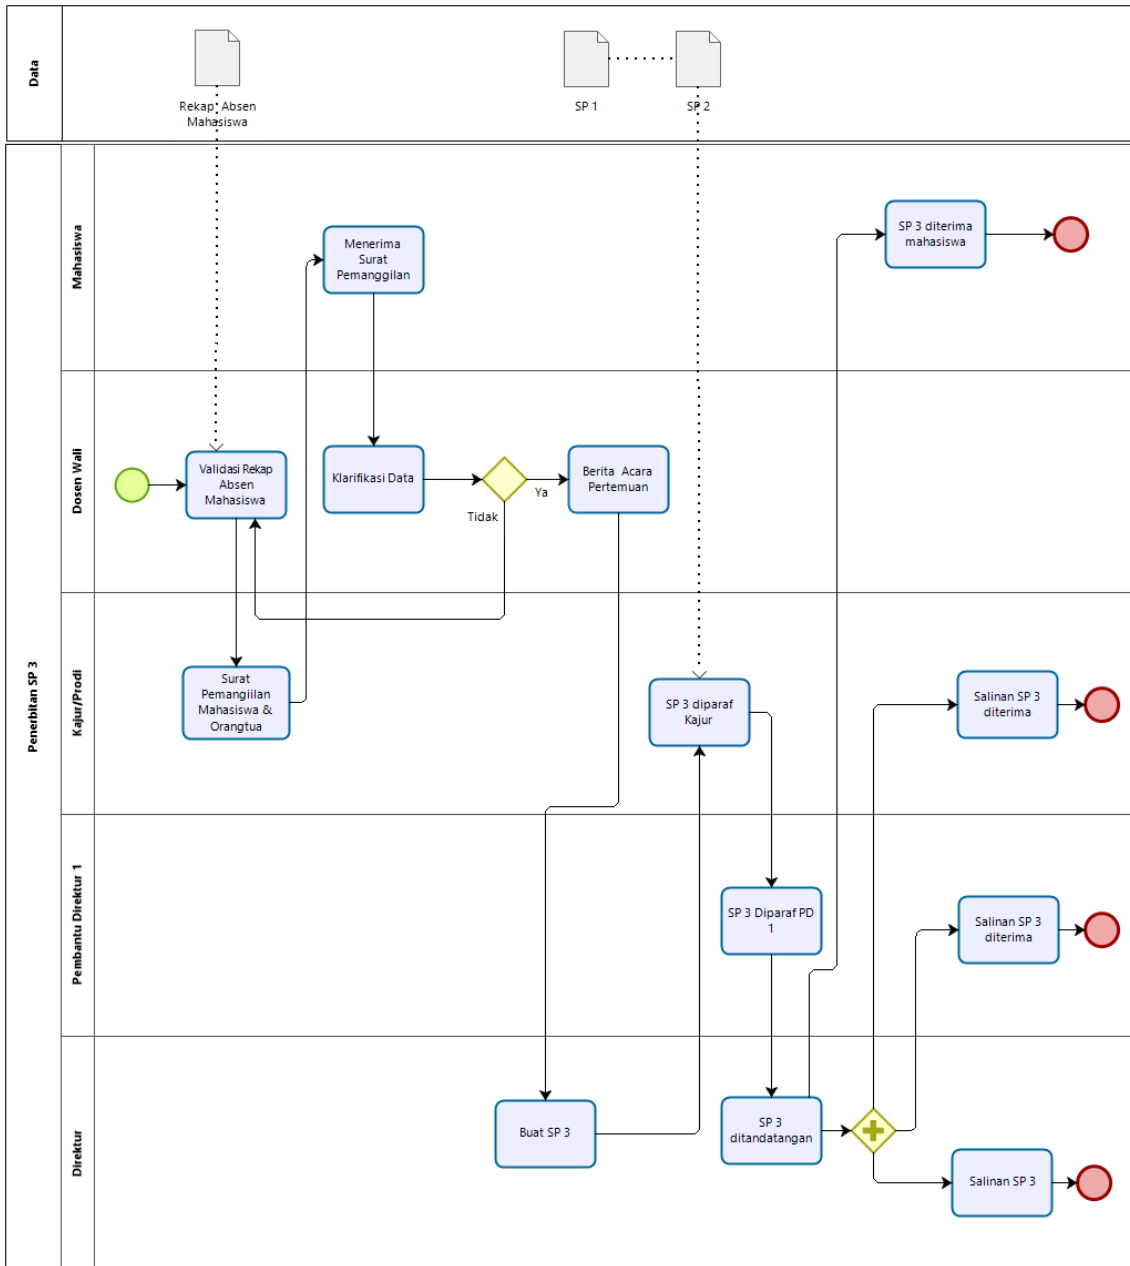 Data
Rekap Absen
Mahasiswa
SP 1
SP 2
Penerbitan SP 3
Mahasiswa
Menerima
Surat
Pemanggilan
SP 3 diterima
mahasiswa
Dosen Wali
Validasi Rekap
Absen
Mahasiswa
Klarifikasi Data
Ya
Tidak
Berita Acara
Pertemuan
Kajur/Prodi
Surat
Pemangiilan
Mahasiswa &
Orangtua
SP 3 diparaf
Kajur
Salinan SP 3
diterima
Pembantu Direktur 1
SP 3 Diparaf PD
1
Salinan SP 3
diterima
Direktur
Buat SP 3
SP 3
ditandatangan
Salinan SP 3